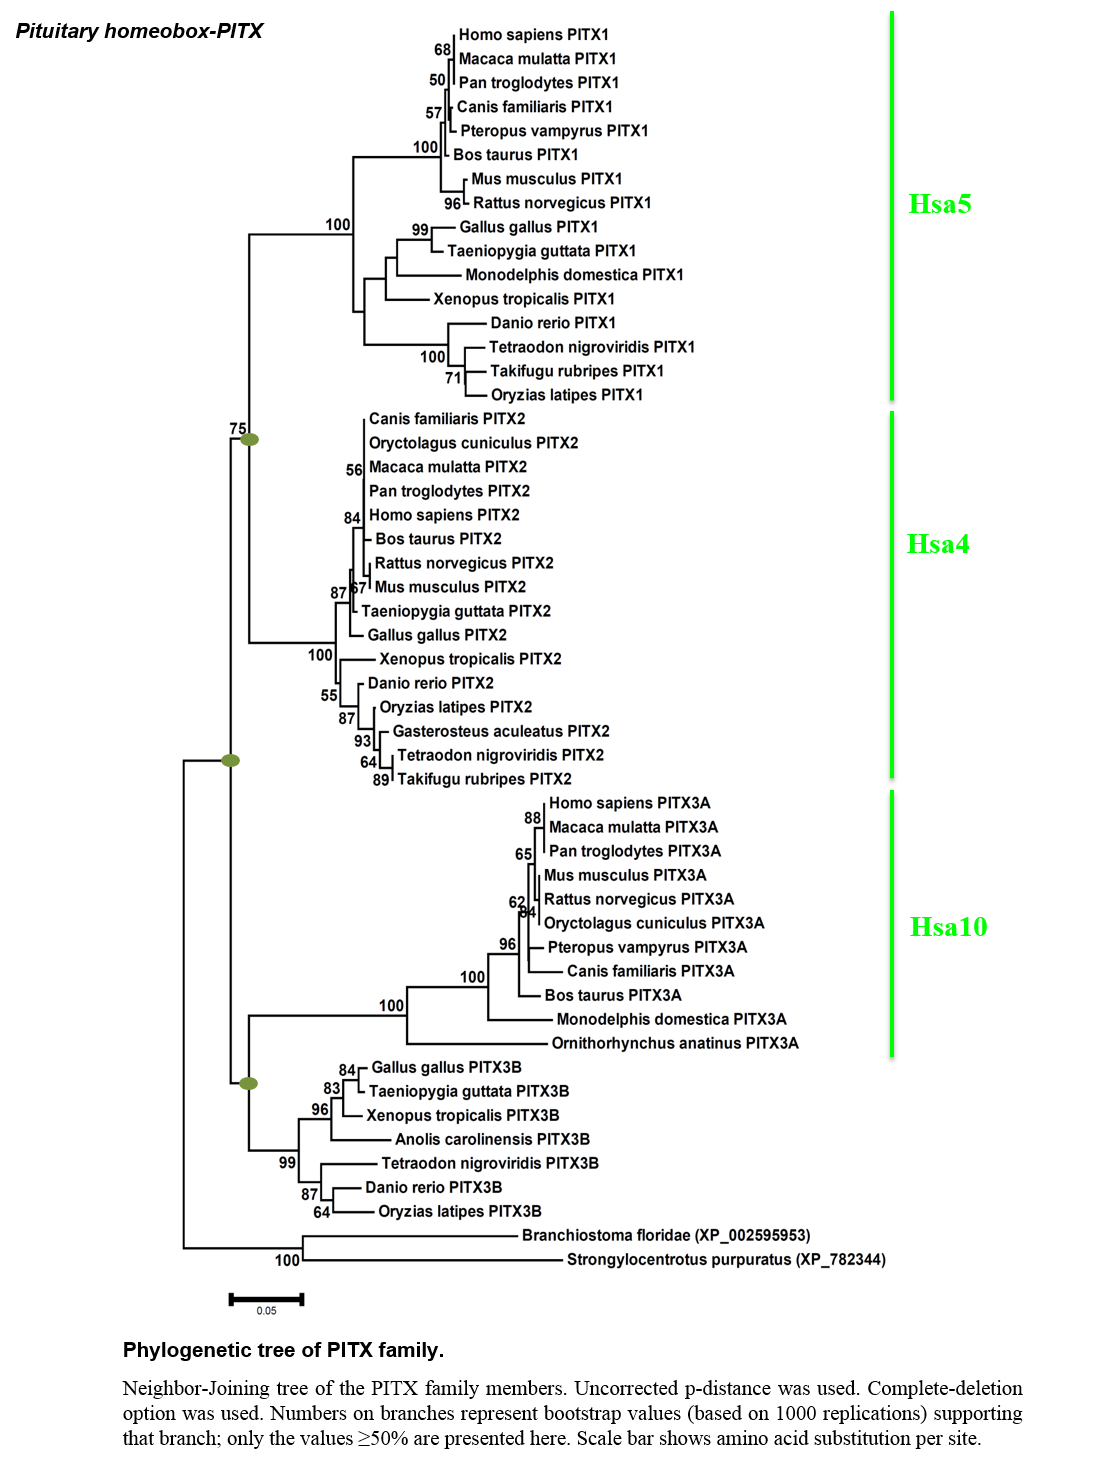 Pituitary homeobox-PITX
Homo sapiens PITX1
68
Macaca mulatta PITX1
50
Pan troglodytes PITX1
57
Canis familiaris PITX1
Pteropus vampyrus PITX1
100
Bos taurus PITX1
Mus musculus PITX1
96
Rattus norvegicus PITX1
Hsa5
100
99
Gallus gallus PITX1
Taeniopygia guttata PITX1
Monodelphis domestica PITX1
Xenopus tropicalis PITX1
Danio rerio PITX1
100
Tetraodon nigroviridis PITX1
71
Takifugu rubripes PITX1
Oryzias latipes PITX1
75
Canis familiaris PITX2
Oryctolagus cuniculus PITX2
56
Macaca mulatta PITX2
Pan troglodytes PITX2
84
Homo sapiens PITX2
Bos taurus PITX2
Hsa4
Rattus norvegicus PITX2
87
67
Mus musculus PITX2
Taeniopygia guttata PITX2
Gallus gallus PITX2
100
Xenopus tropicalis PITX2
55
Danio rerio PITX2
87
Oryzias latipes PITX2
93
Gasterosteus aculeatus PITX2
64
Tetraodon nigroviridis PITX2
89
Takifugu rubripes PITX2
Homo sapiens PITX3A
88
Macaca mulatta PITX3A
65
Pan troglodytes PITX3A
Mus musculus PITX3A
62
84
Rattus norvegicus PITX3A
Oryctolagus cuniculus PITX3A
Hsa10
96
Pteropus vampyrus PITX3A
100
Canis familiaris PITX3A
100
Bos taurus PITX3A
Monodelphis domestica PITX3A
Ornithorhynchus anatinus PITX3A
84
Gallus gallus PITX3B
83
Taeniopygia guttata PITX3B
96
Xenopus tropicalis PITX3B
Anolis carolinensis PITX3B
99
Tetraodon nigroviridis PITX3B
87
Danio rerio PITX3B
64
Oryzias latipes PITX3B
Branchiostoma floridae (XP_002595953)
100
Strongylocentrotus purpuratus (XP_782344)
0.05
Phylogenetic tree of PITX family.
Neighbor-Joining tree of the PITX family members. Uncorrected p-distance was used. Complete-deletion
option was used. Numbers on branches represent bootstrap values (based on 1000 replications) supporting
that branch; only the values ≥50% are presented here. Scale bar shows amino acid substitution per site.